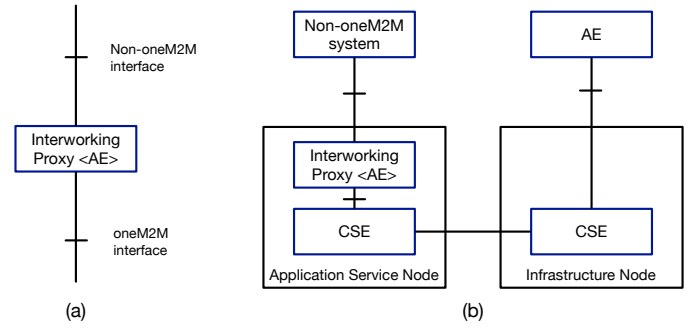 Non-oneM2M
interface
Interworking
Proxy <AE>
oneM2M
interface
(a)
Non-oneM2M
system
AE
Interworking
Proxy <AE>
CSE
CSE
Application Service Node
Infrastructure Node
(b)